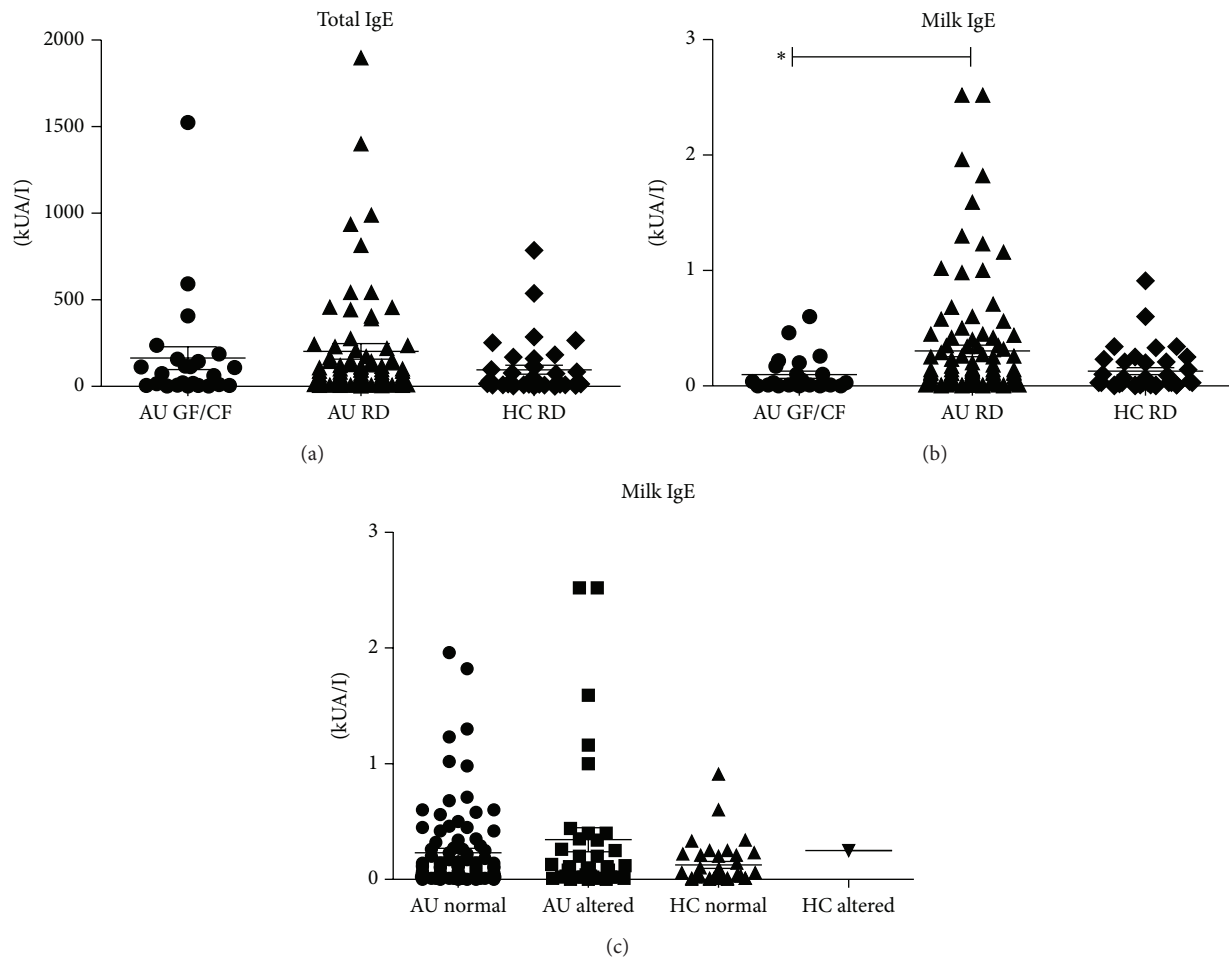 Total IgE
(kUA/I)
2000
1500
1000
500
0
AU GF/CF AU RD HC RD
(a)
Milk IgE
(kUA/I)
3
2
1
0
*
AU GF/CF AU RD HC RD
(b)
Milk IgE
(kUA/I)
3
2
1
0
AU normal AU altered HC normal HC altered
(c)